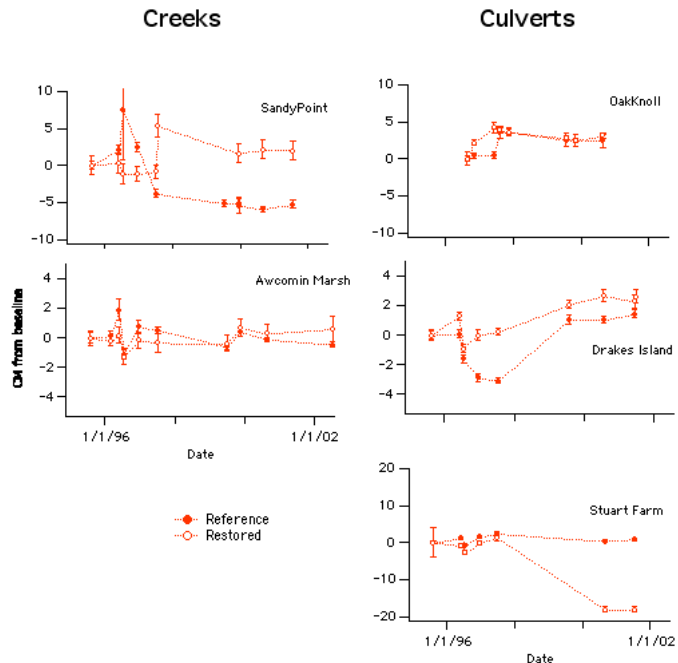 Creeks
Culverts
10
5
0
-5
-10
SandyPoint
10
5
0
-5
-10
OakKnoll
CM from baseline
4
2
0
-2
-4
Awcomin Marsh
1/1/96
1/1/02
Date
4
2
0
-2
-4
Drakes Island
Reference
Restored
20
10
0
-10
-20
Stuart Farm
1/1/96
1/1/02
Date